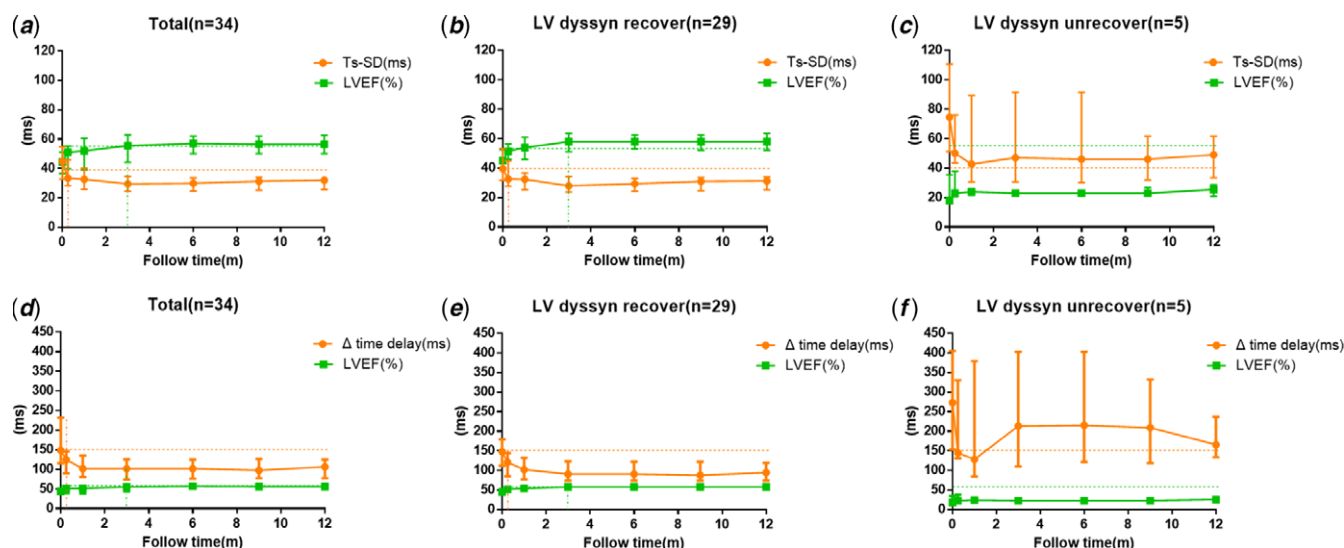 (a) Total(n=34)
120
100
80
60
40
20
0
(ms)
Ts-SD(ms)
LVEF(%)
0 2 4 6 8 10 12
Follow time(m)
(b) LV dyssyn recover(n=29)
120
100
80
60
40
20
0
(ms)
Ts-SD(ms)
LVEF(%)
0 2 4 6 8 10 12
Follow time(m)
(c) LV dyssyn unrecover(n=5)
120
100
80
60
40
20
0
(ms)
Ts-SD(ms)
LVEF(%)
0 2 4 6 8 10 12
Follow time(m)
(d) Total(n=34)
450
400
350
300
250
200
150
100
50
0
(ms)
Δ time delay(ms)
LVEF(%)
0 2 4 6 8 10 12
Follow time(m)
(e) LV dyssyn recover(n=29)
450
400
350
300
250
200
150
100
50
0
(ms)
Δ time delay(ms)
LVEF(%)
0 2 4 6 8 10 12
Follow time(m)
(f) LV dyssyn unrecover(n=5)
450
400
350
300
250
200
150
100
50
0
(ms)
Δ time delay(ms)
LVEF(%)
0 2 4 6 8 10 12
Follow time(m)